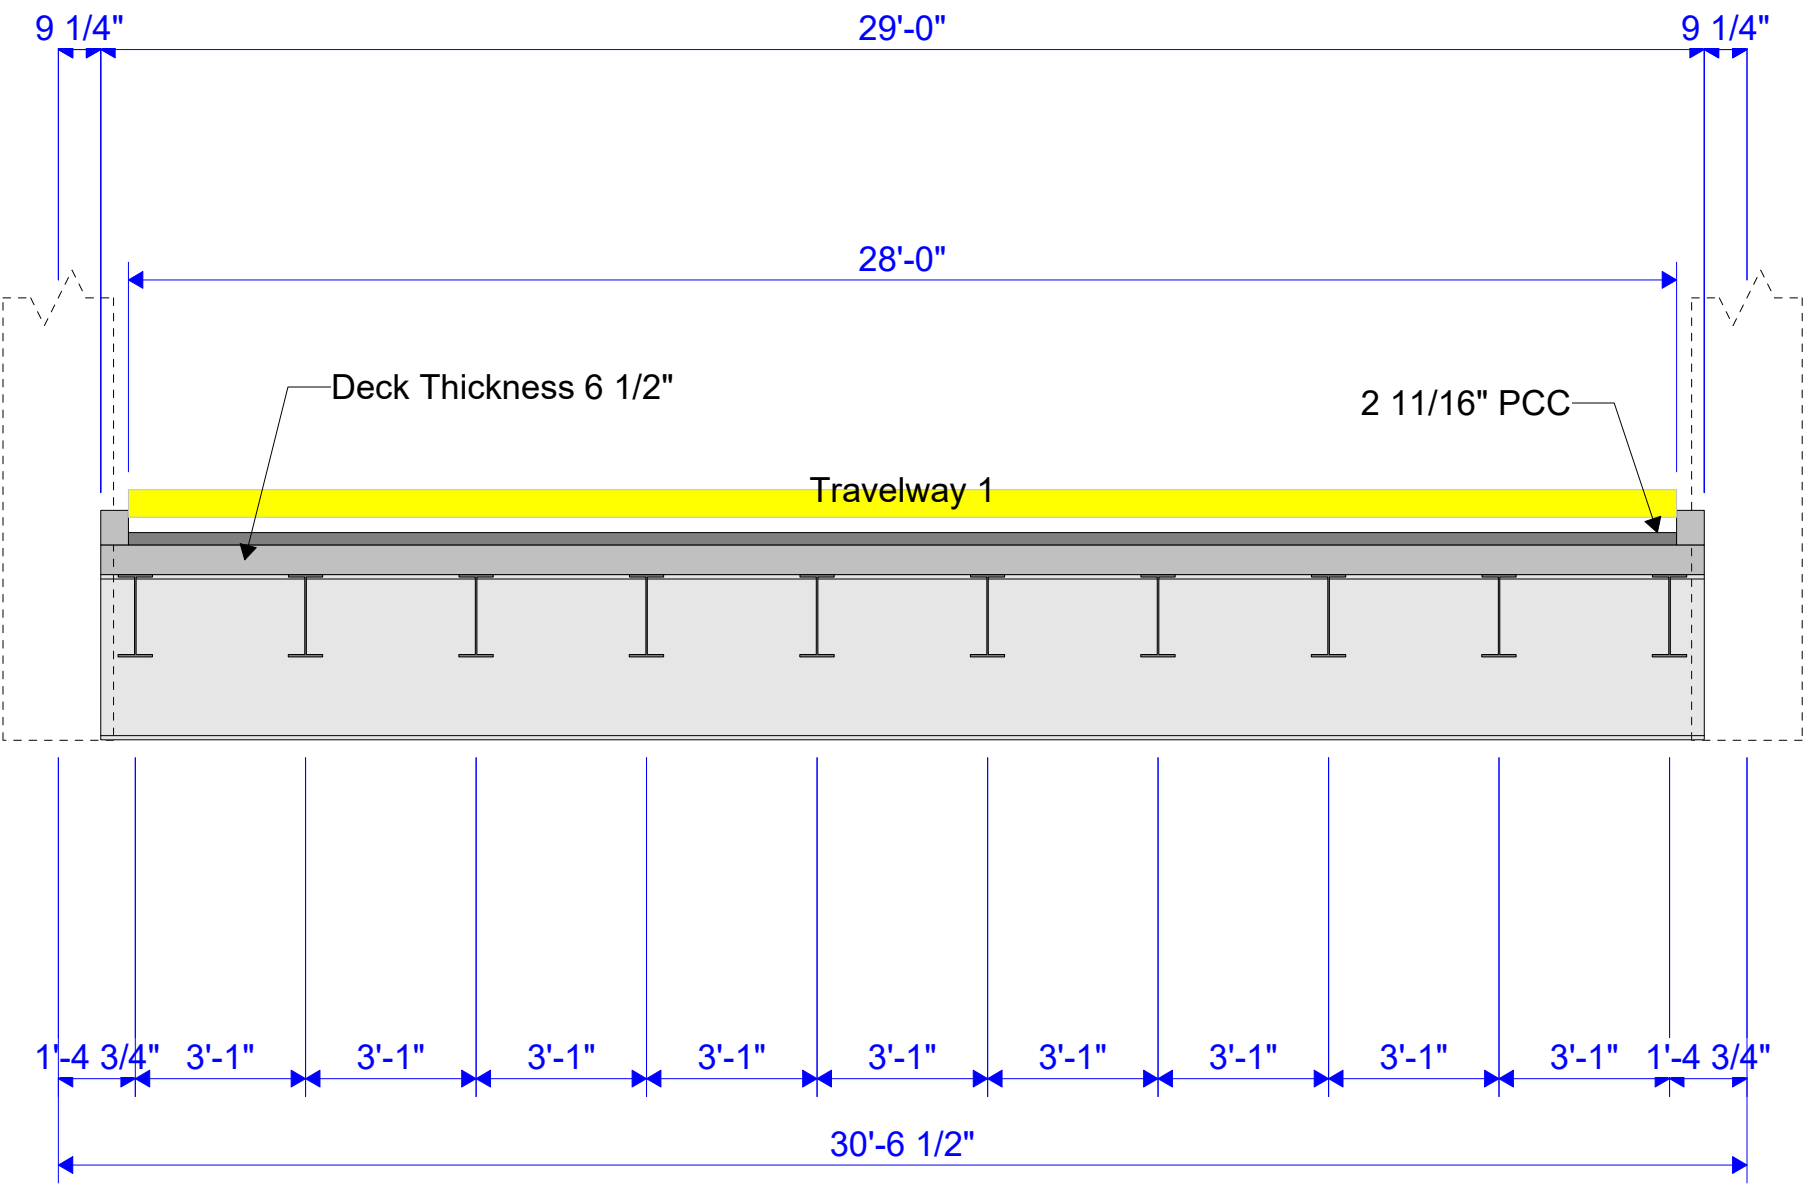 9 1/4" 29'-0" 9 1/4"
28'-0"
Deck Thickness 6 1/2"
2 11/16" PCC
Travelway 1
1'-4 3/4" 3'-1" 3'-1" 3'-1" 3'-1" 3'-1" 3'-1" 3'-1" 3'-1" 3'-1" 1'-4 3/4"
30'-6 1/2"